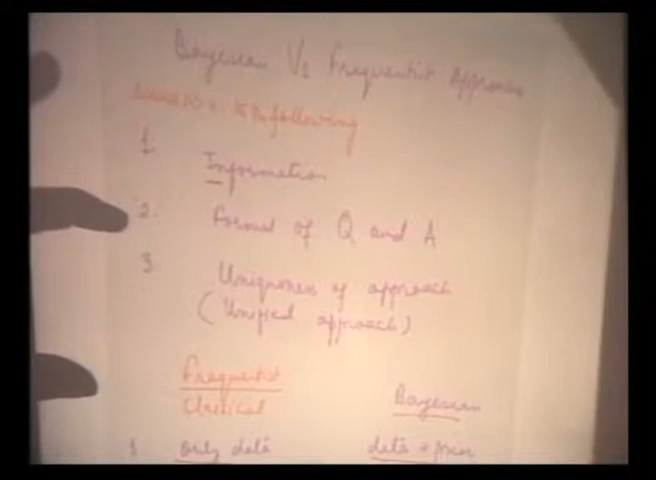 Bayesian Vs Frequentist Approach
to the following
1. Information
2. Format of Q and A
3. Uniqueness of approach
(Unified approach)
Frequentist Bayesian
Classical
1 only data data + prior